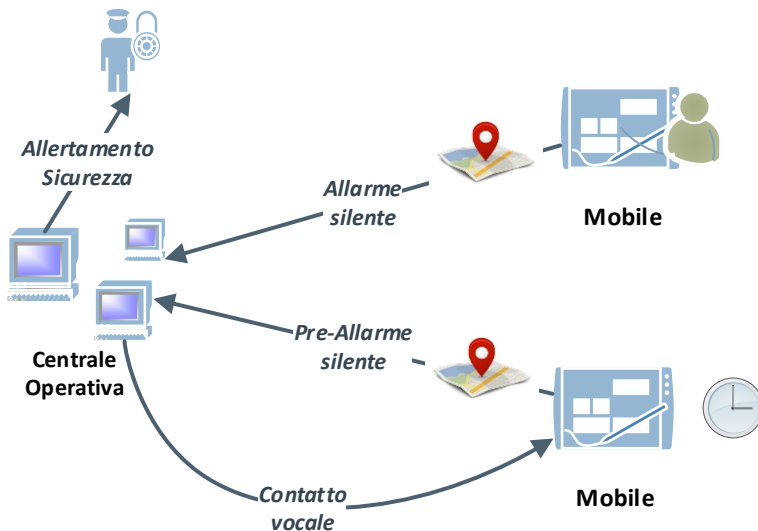 Allertamento
Sicurezza
Allarme
silente
Mobile
Pre-Allarme
silente
Centrale
Operativa
Contatto
vocale
Mobile